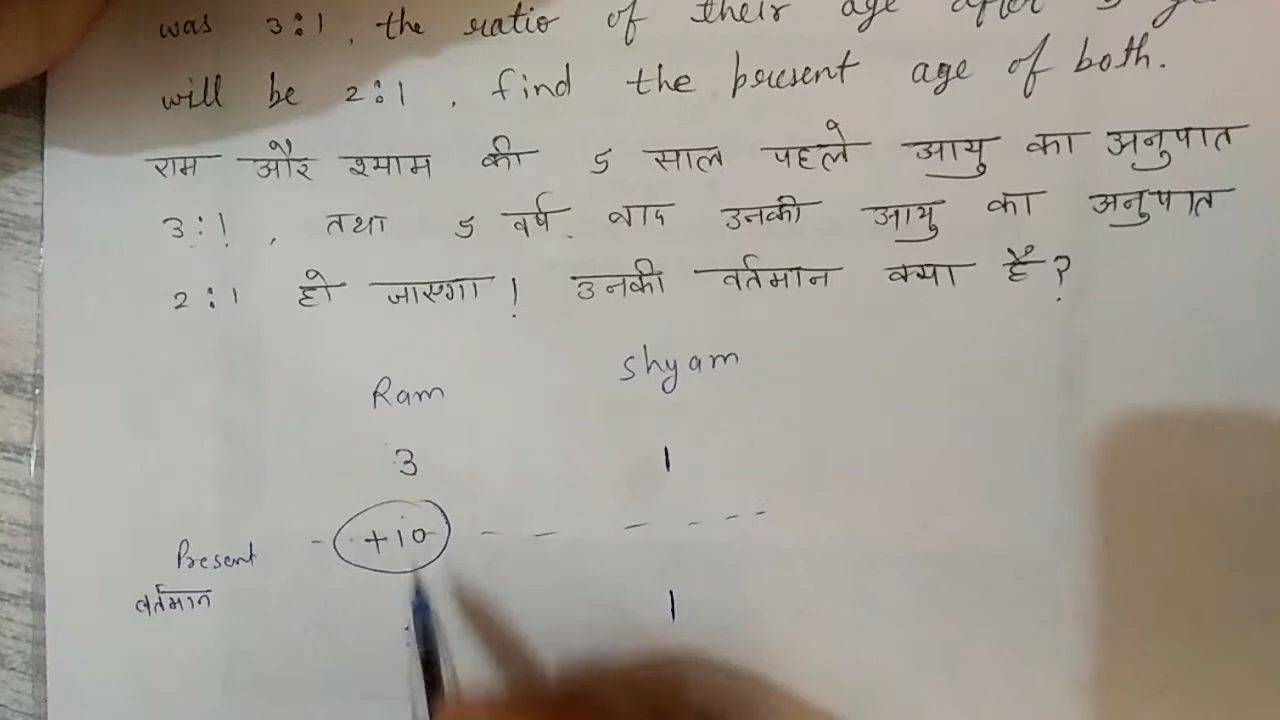 was 3:1, the ratio of their age after 5
will be 2:1, find the present age of both.
राम और श्याम की 5 साल पहले आयु का अनुपात
3:1, तथा 5 वर्ष बाद उनकी आयु का अनुपात
2:1 हो जाएगा! उनकी वर्तमान क्या है?
Ram Shyam
3 1
Present +10
वर्तमान 1